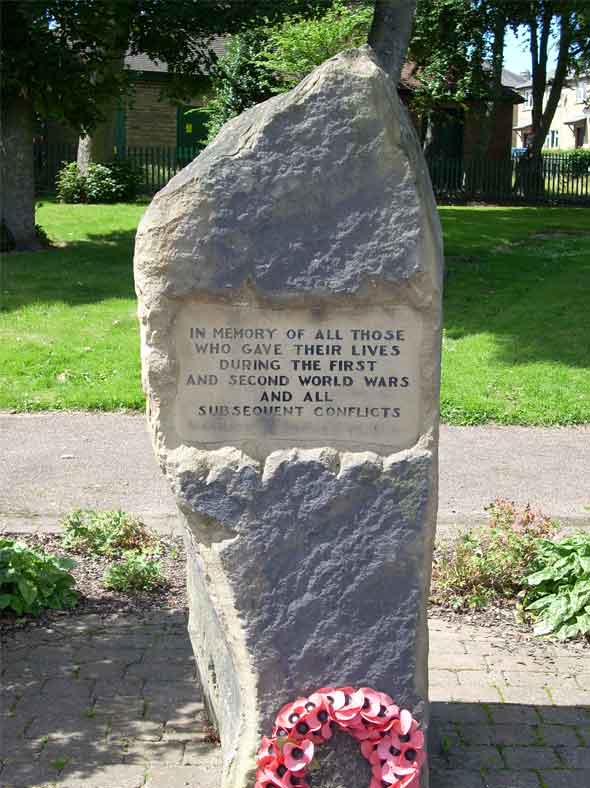 IN MEMORY OF ALL THOSE
WHO GAVE THEIR LIVES
DURING THE FIRST
AND SECOND WORLD WARS
AND ALL
SUBSEQUENT CONFLICTS